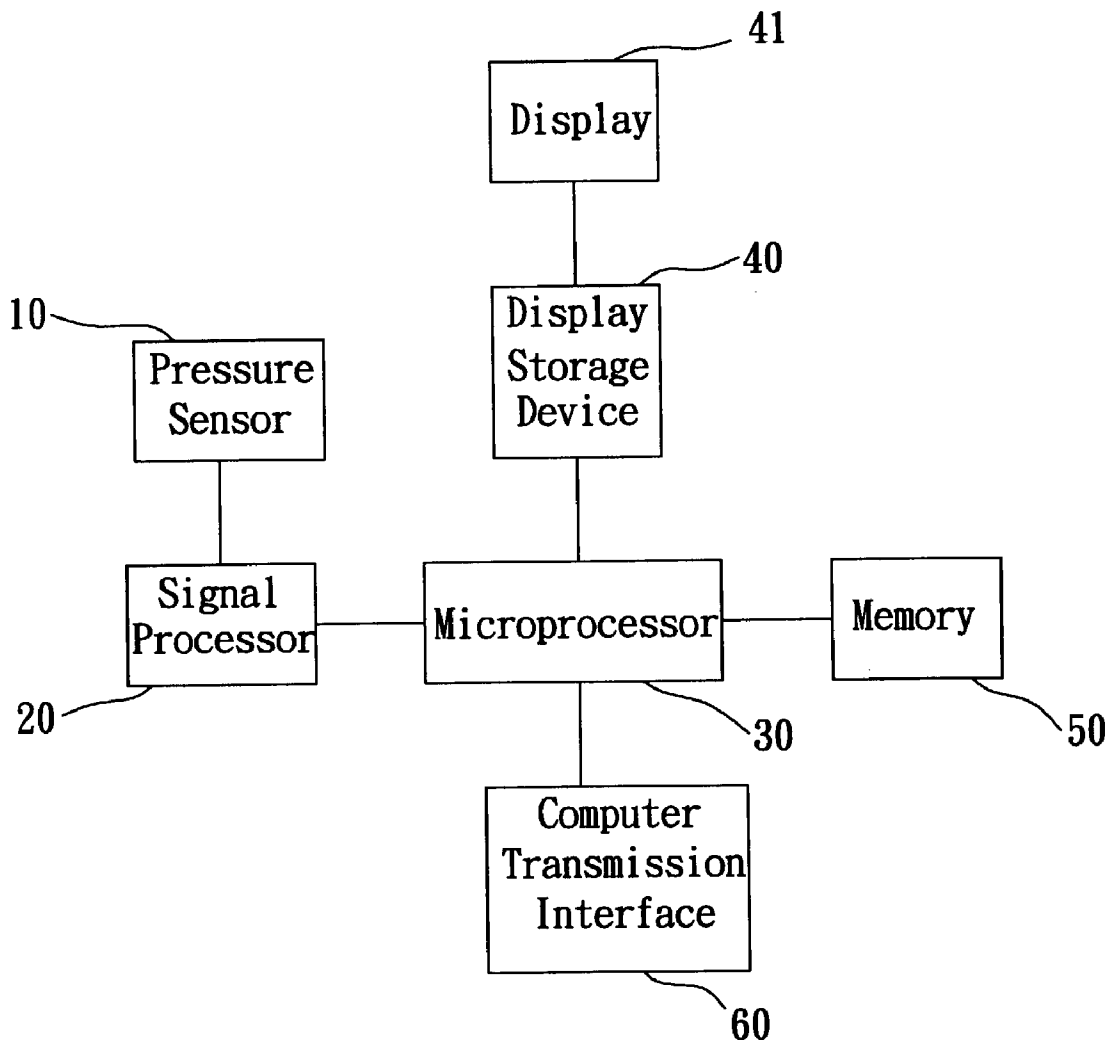 41
Display
40
Display
Storage
Device
10
Pressure
Sensor
Signal
Processor
20
Microprocessor
30
Memory
50
Computer
Transmission
Interface
60